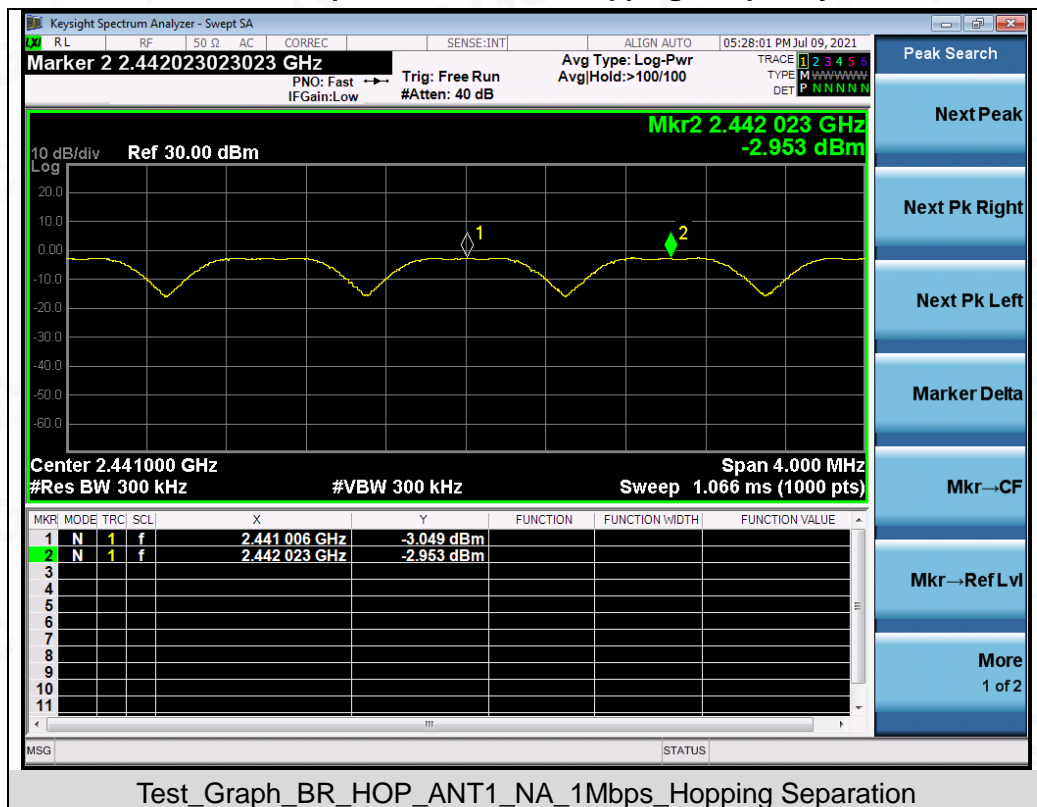 Keysight Spectrum Analyzer - Swept SA
LXI RL RF 50 Ω AC CORREC SENSE:INT ALIGN AUTO 05:28:01 PM Jul 09, 2021
Marker 2 2.442023023023 GHz
PNO: Fast
IFGain:Low
Trig: Free Run
#Atten: 40 dB
Avg Type: Log-Pwr
Avg|Hold:>100/100
TRACE 1 2 3 4 5 6
TYPE M WWWWW
DET P N N N N N
Mkr2 2.442 023 GHz
-2.953 dBm
10 dB/div Ref 30.00 dBm
Log
20.0
10.0
0.00
-10.0
-20.0
-30.0
-40.0
-50.0
-60.0
1
2
Center 2.441000 GHz Span 4.000 MHz
#Res BW 300 kHz #VBW 300 kHz Sweep 1.066 ms (1000 pts)
MKR MODE TRC SCL X Y FUNCTION FUNCTION WIDTH FUNCTION VALUE
1 N 1 f 2.441 006 GHz -3.049 dBm
2 N 1 f 2.442 023 GHz -2.953 dBm
3
4
5
6
7
8
9
10
11
MSG STATUS
Peak Search
Next Peak
Next Pk Right
Next Pk Left
Marker Delta
Mkr→CF
Mkr→Ref Lvl
More
1 of 2
Test_Graph_BR_HOP_ANT1_NA_1Mbps_Hopping Separation